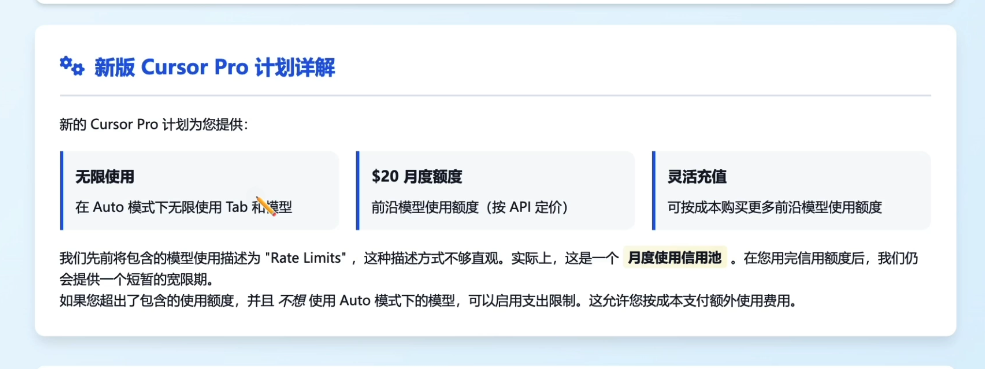 新版 Cursor Pro 计划详解
新的 Cursor Pro 计划为您提供：
无限使用
在 Auto 模式下无限使用 Tab 和模型
$20 月度额度
前沿模型使用额度（按 API 定价）
灵活充值
可按成本购买更多前沿模型使用额度
我们先前将包含的模型使用描述为 "Rate Limits" ，这种描述方式不够直观。实际上，这是一个 月度使用信用池 。在您用完信用额度后，我们仍
会提供一个短暂的宽限期。
如果您超出了包含的使用额度，并且 不想 使用 Auto 模式下的模型，可以启用支出限制。这允许您按成本支付额外使用费用。